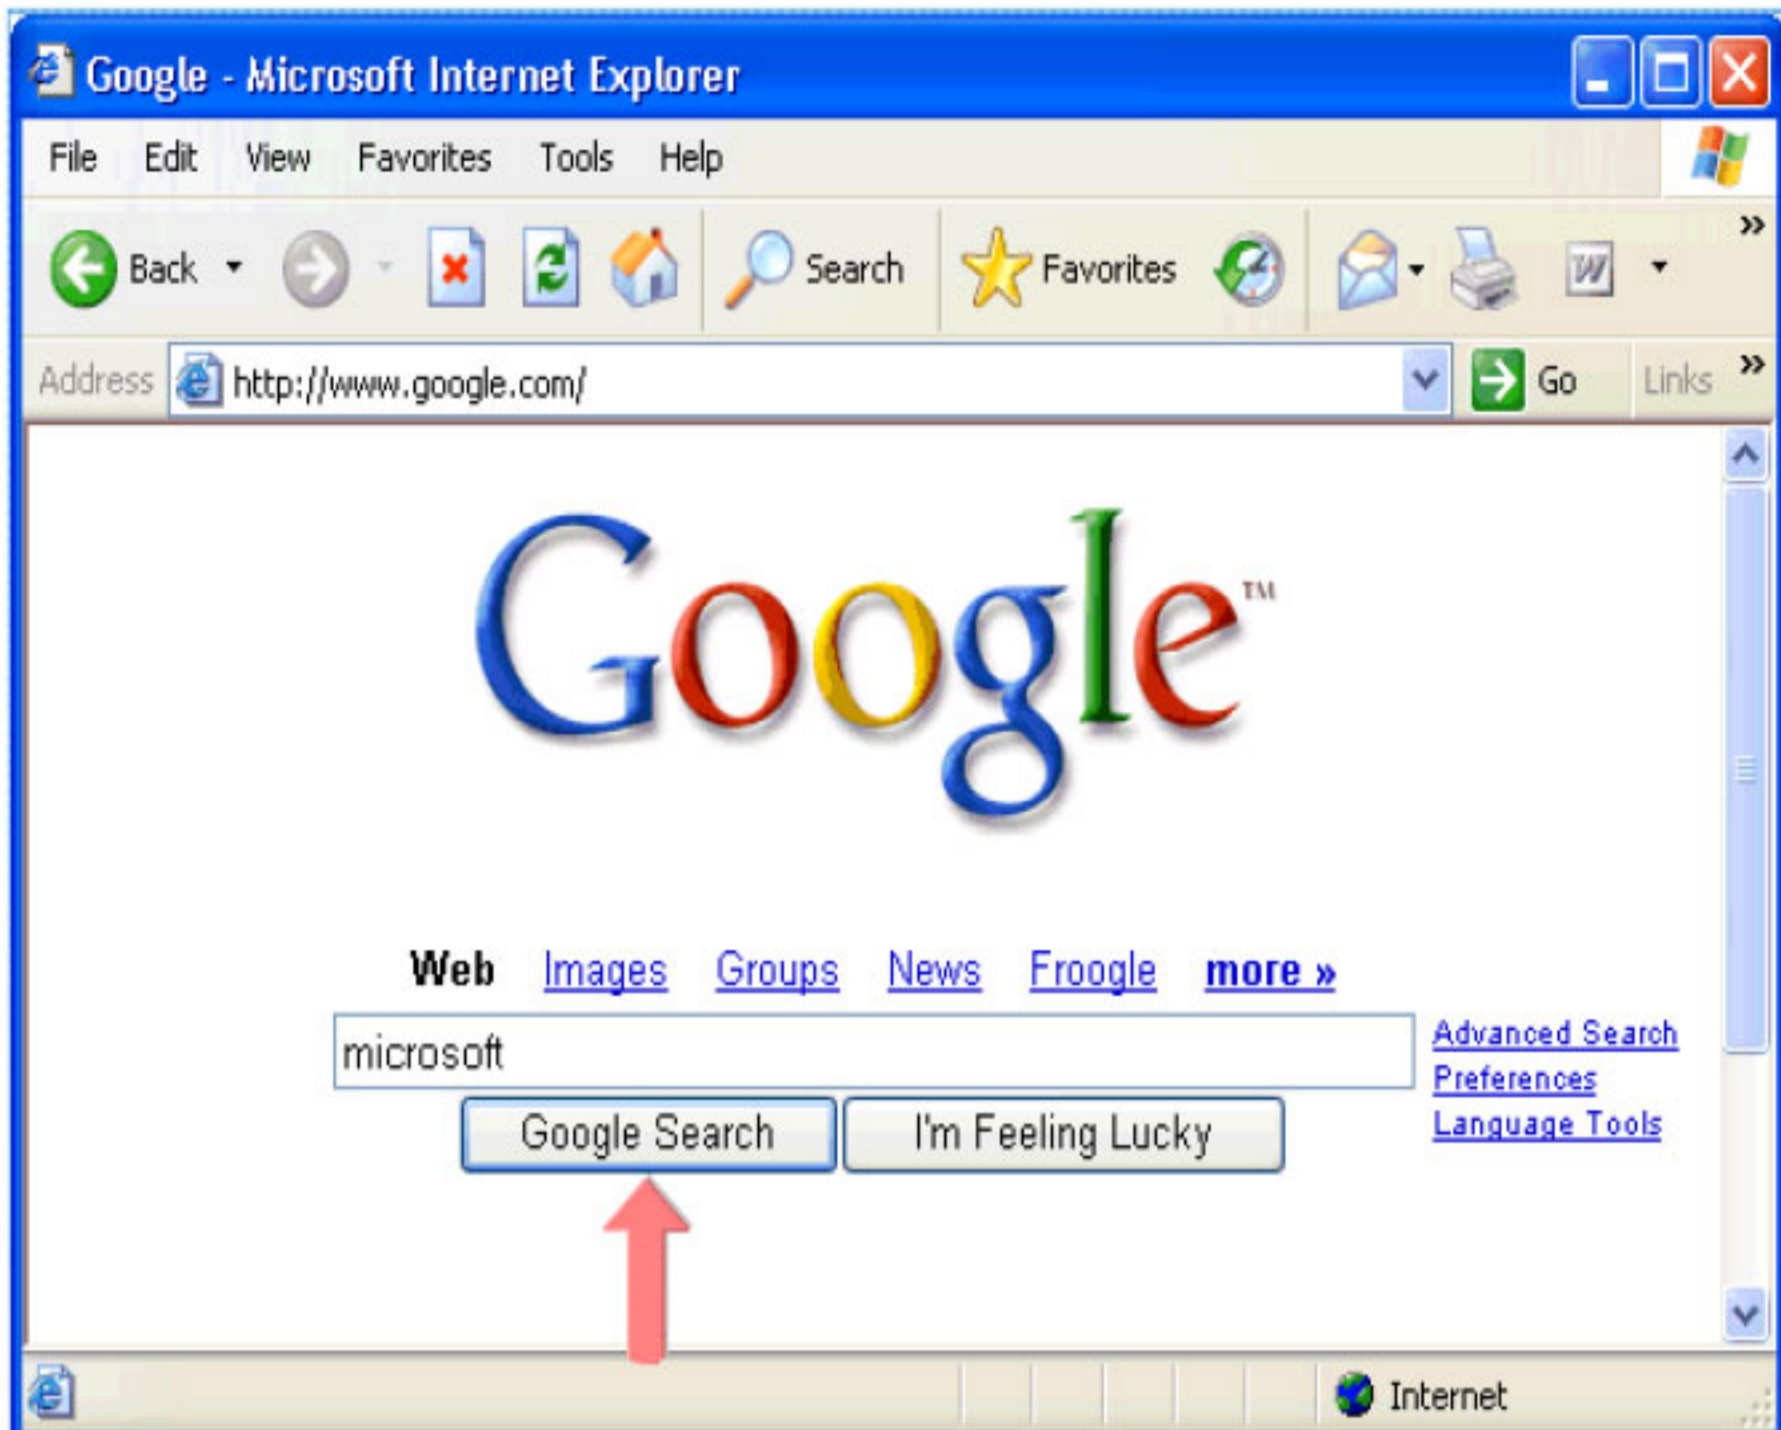 Google - Microsoft Internet Explorer
File Edit View Favorites Tools Help
Back Search Favorites W »
Address http://www.google.com/ Go Links »
Google™
Web Images Groups News Froogle more »
microsoft
Advanced Search
Preferences
Language Tools
Google Search I'm Feeling Lucky
Internet